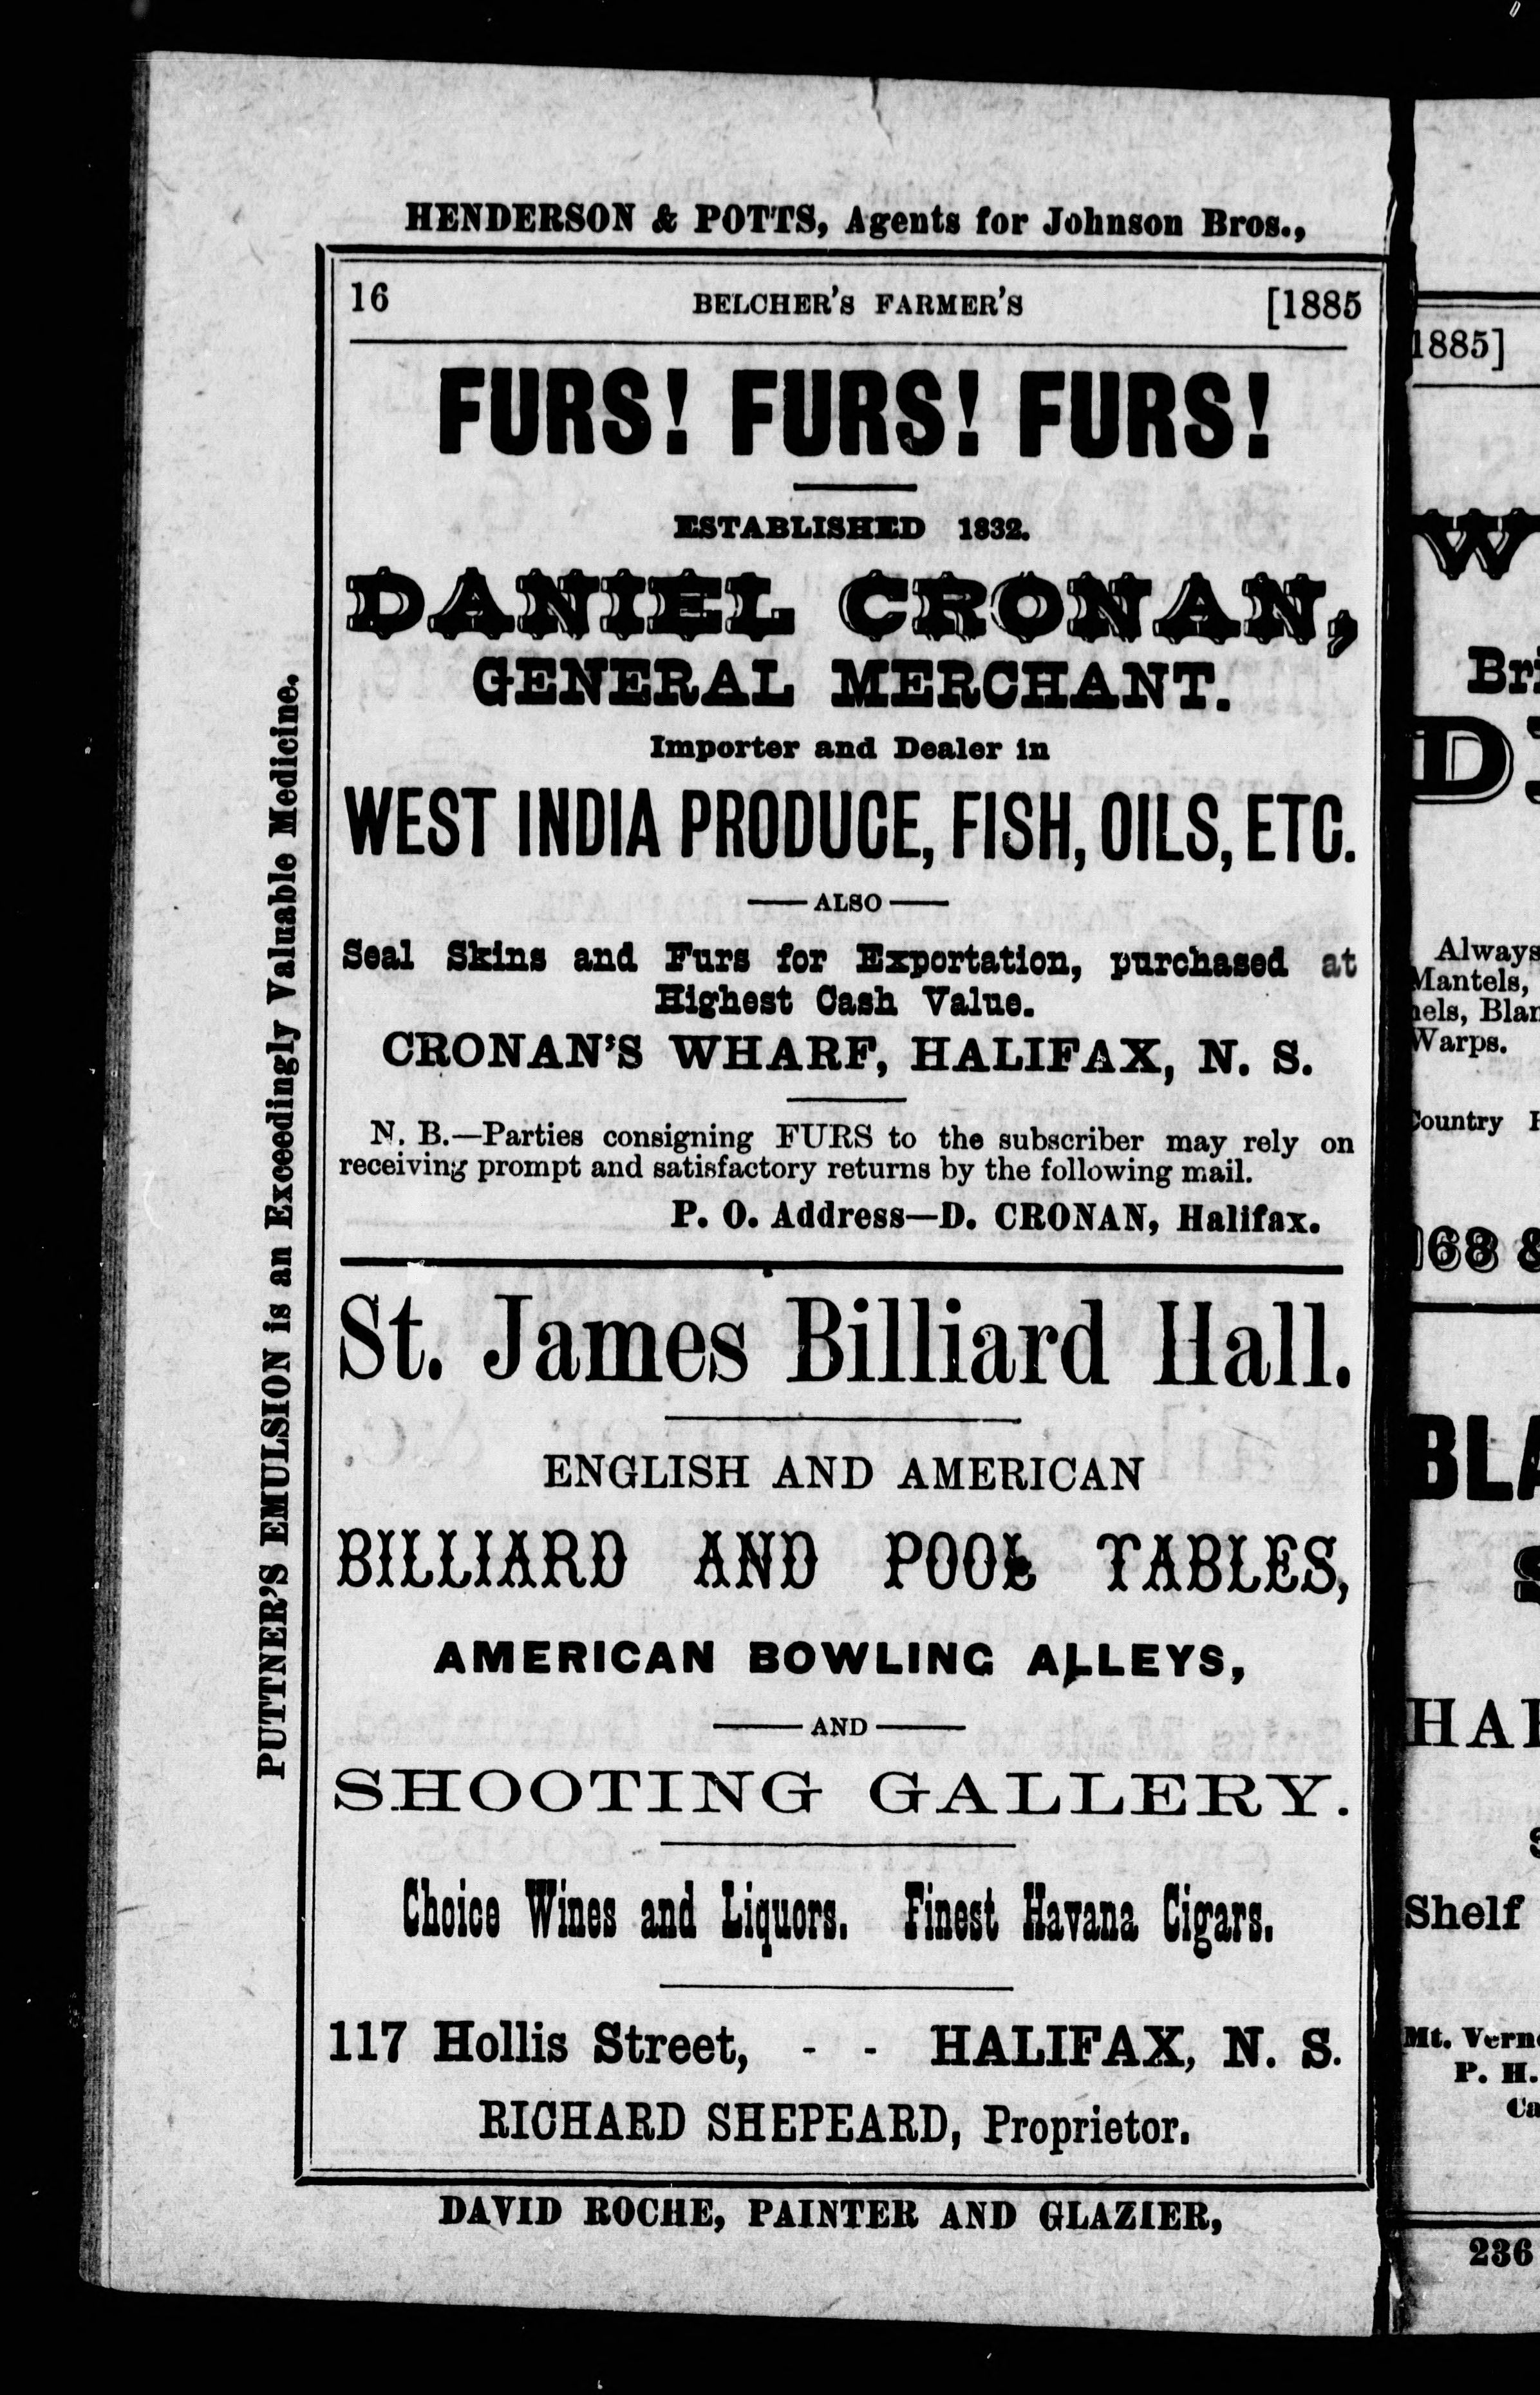 HENDERSON & POTTS, Agents for Johnson Bros.,
16 BELCHER'S FARMER'S [1885
FURS! FURS! FURS!
ESTABLISHED 1832.
DANIEL CRONAN,
GENERAL MERCHANT.
Importer and Dealer in
WEST INDIA PRODUCE, FISH, OILS, ETC.
—— ALSO ——
Seal Skins and Furs for Exportation, purchased at
Highest Cash Value.
CRONAN'S WHARF, HALIFAX, N. S.
N. B.—Parties consigning FURS to the subscriber may rely on
receiving prompt and satisfactory returns by the following mail.
P. O. Address—D. CRONAN, Halifax.
St. James Billiard Hall.
ENGLISH AND AMERICAN
BILLIARD AND POOL TABLES,
AMERICAN BOWLING ALLEYS,
—— AND ——
SHOOTING GALLERY.
Choice Wines and Liquors. Finest Havana Cigars.
117 Hollis Street, - - HALIFAX, N. S.
RICHARD SHEPEARD, Proprietor.
DAVID ROCHE, PAINTER AND GLAZIER,
PUTTNER'S EMULSION is an Exceedingly Valuable Medicine.
1885]
Always
Mantels,
Warps.
Country
HA
Shelf
Mt.
P. H.
236